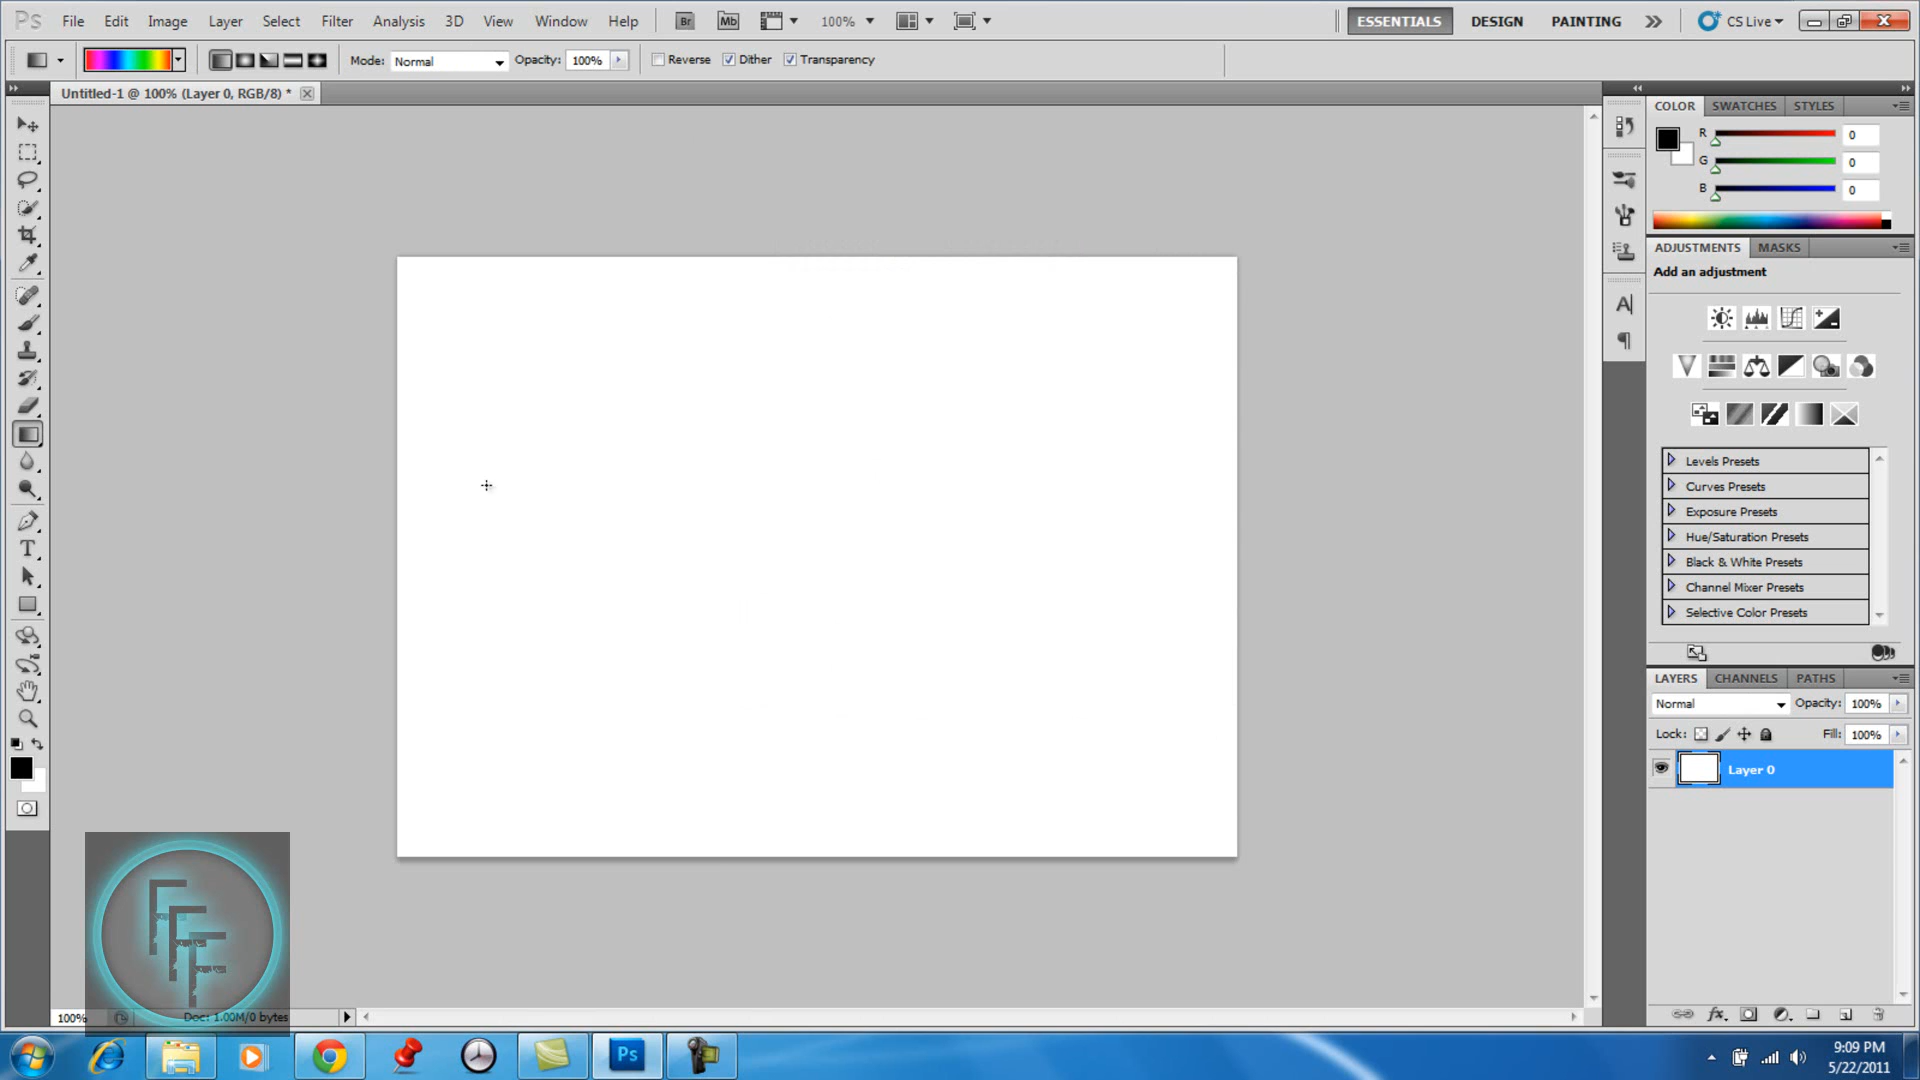 Ps File Edit Image Layer Select Filter Analysis 3D View Window Help Br Mb 100% ESSENTIALS DESIGN PAINTING CS Live
Mode: Normal Opacity: 100% Reverse Dither Transparency
Untitled-1 @ 100% (Layer 0, RGB/8) *
COLOR SWATCHES STYLES
R 0
G 0
B 0
ADJUSTMENTS MASKS
Add an adjustment
Levels Presets
Curves Presets
Exposure Presets
Hue/Saturation Presets
Black & White Presets
Channel Mixer Presets
Selective Color Presets
LAYERS CHANNELS PATHS
Normal Opacity: 100%
Lock: Fill: 100%
Layer 0
fx
T
A
FFF
100% Doc: 1.00M/0 bytes
Ps
9:09 PM
5/22/2011